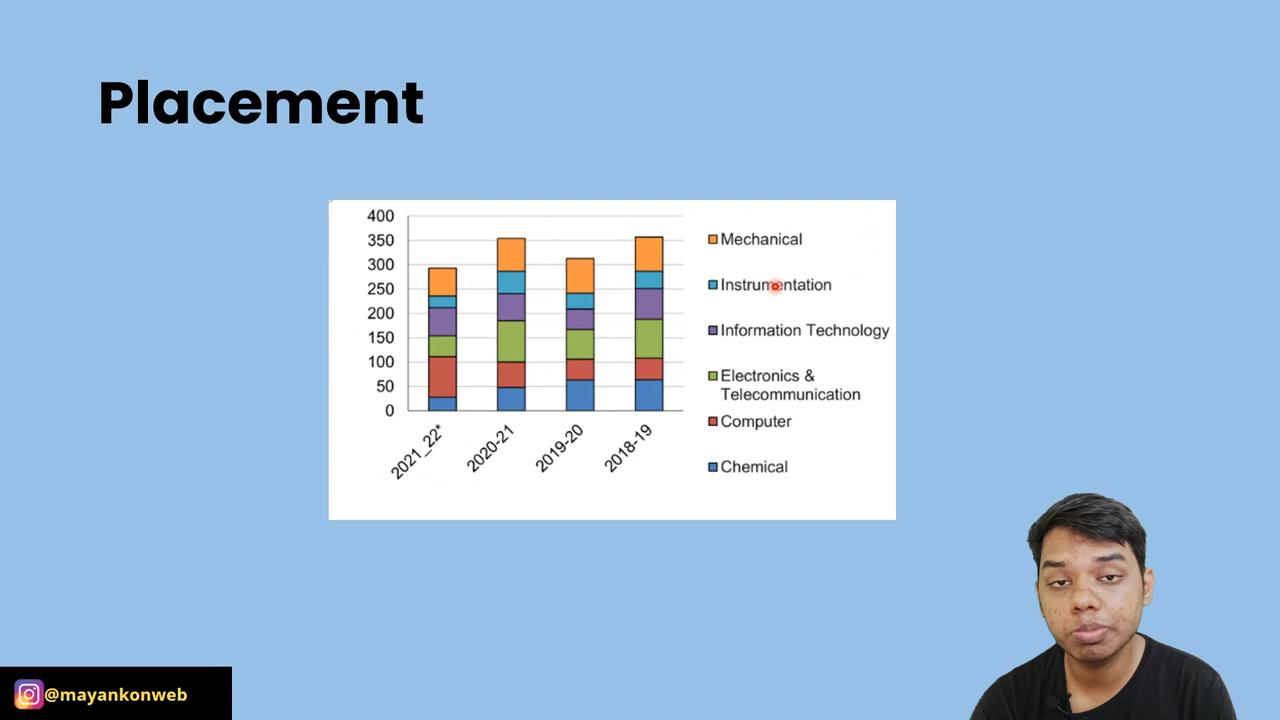 Placement
400
350
300
250
200
150
100
50
0
2021_22*
2020-21
2019-20
2018-19
Mechanical
Instrumentation
Information Technology
Electronics &
Telecommunication
Computer
Chemical
@mayankonweb